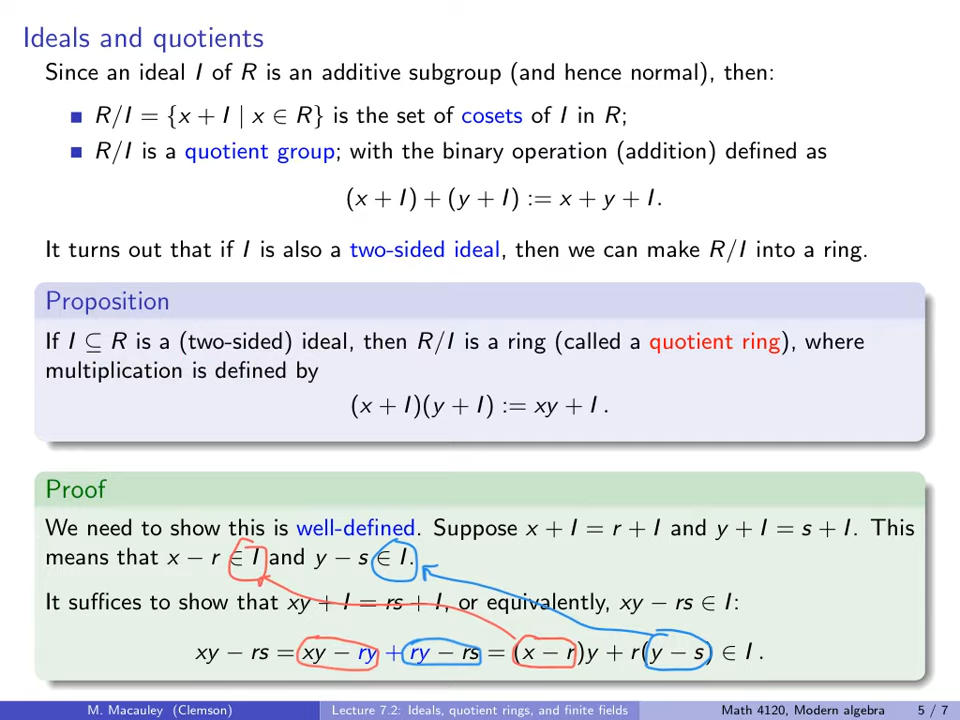 Ideals and quotients
Since an ideal I of R is an additive subgroup (and hence normal), then:
R/I = {x + I | x ∈ R} is the set of cosets of I in R;
R/I is a quotient group; with the binary operation (addition) defined as
(x + I) + (y + I) := x + y + I.
It turns out that if I is also a two-sided ideal, then we can make R/I into a ring.
Proposition
If I ⊆ R is a (two-sided) ideal, then R/I is a ring (called a quotient ring), where
multiplication is defined by
(x + I)(y + I) := xy + I .
Proof
We need to show this is well-defined. Suppose x + I = r + I and y + I = s + I. This
means that x − r ∈ I and y − s ∈ I.
It suffices to show that xy + I = rs + I, or equivalently, xy − rs ∈ I:
xy − rs = xy − ry + ry − rs = (x − r)y + r(y − s) ∈ I .
M. Macauley (Clemson) Lecture 7.2: Ideals, quotient rings, and finite fields Math 4120, Modern algebra 5 / 7